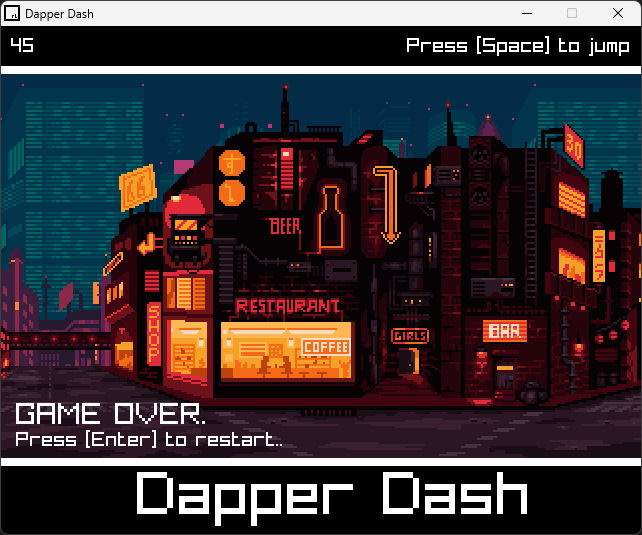 Dapper Dash
45
Press [Space] to jump
BEER
RESTAURANT
SHOP
COFFEE
GIRLS
BAR
GAME OVER.
Press [Enter] to restart..
Dapper Dash